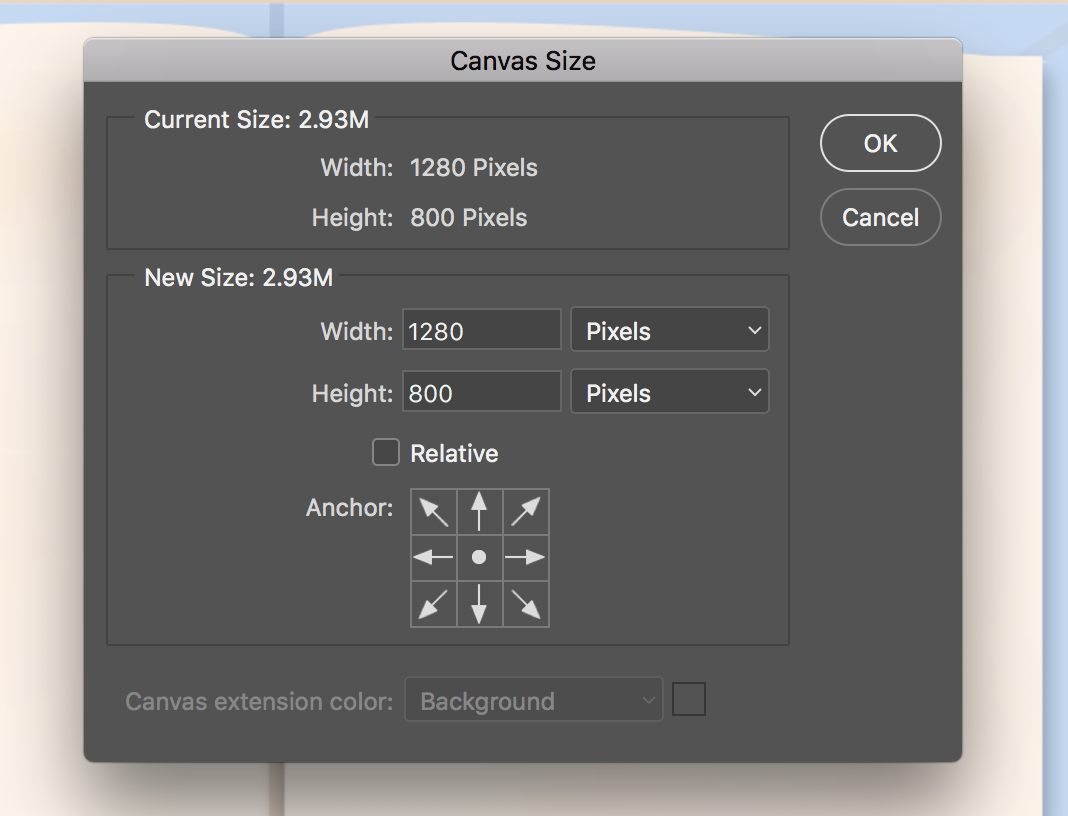 Canvas Size
Current Size: 2.93M
Width: 1280 Pixels
Height: 800 Pixels
OK
Cancel
New Size: 2.93M
Width: 1280 Pixels
Height: 800 Pixels
Relative
Anchor:
Canvas extension color: Background